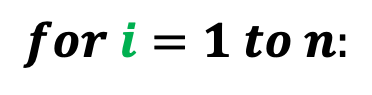 for i = 1 to n: